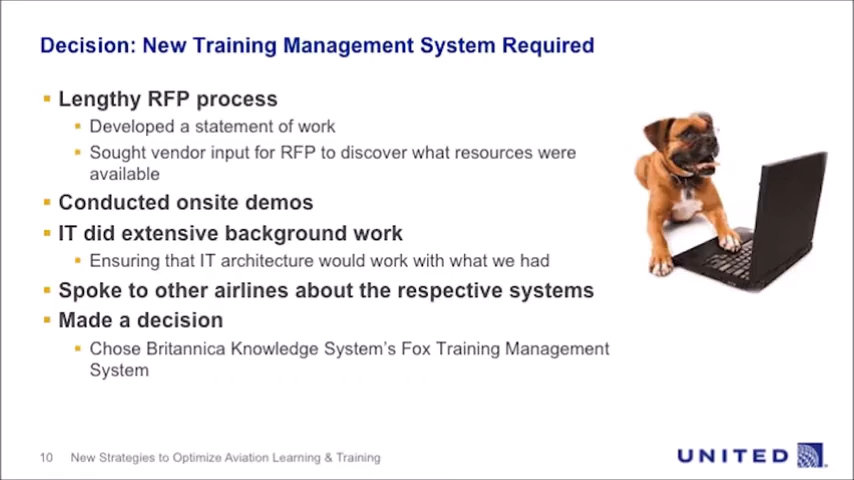 Decision: New Training Management System Required
▪ Lengthy RFP process
▪ Developed a statement of work
▪ Sought vendor input for RFP to discover what resources were
available
▪ Conducted onsite demos
▪ IT did extensive background work
▪ Ensuring that IT architecture would work with what we had
▪ Spoke to other airlines about the respective systems
▪ Made a decision
▪ Chose Britannica Knowledge System’s Fox Training Management
System
10 New Strategies to Optimize Aviation Learning & Training
UNITED